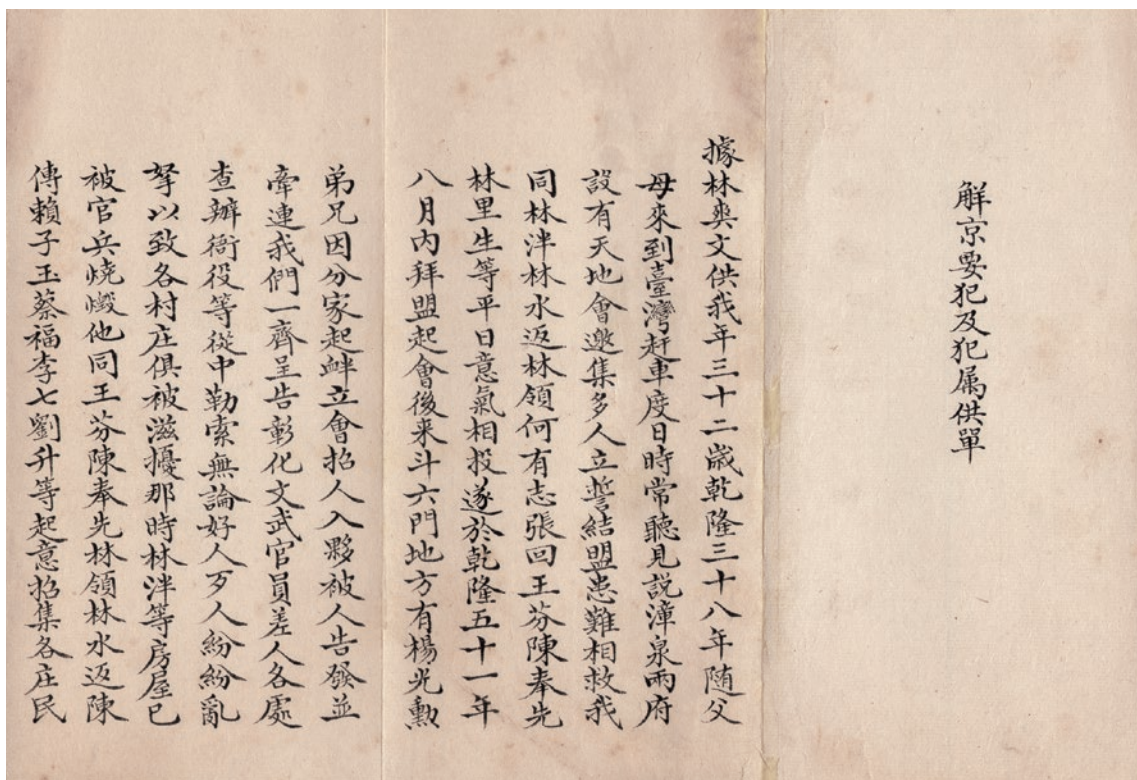 解京要犯及犯属供單
據林爽文供我年三十二歲乾隆三十八年随父
母來到臺灣赶車度日時常聽見説漳泉兩府
設有天地會邀集多人立誓結盟患難相救我
同林泮林水返林領何有志張回王芬陳奉先
林里生等平日意氣相投遂於乾隆五十一年
八月内拜盟起會後来斗六門地方有楊光勲
弟兄因分家起衅立會招人入夥被人告發並
牵連我們一齊呈告彰化文武官員差人各處
查辦衙役等從中勒索無論好人歹人紛紛亂
拏以致各村庄俱被滋擾那時林泮等房屋已
被官兵燒燬他同王芬陳奉先林領林水返陳
傳賴子玉蔡福李七劉升等起意招集各庄民